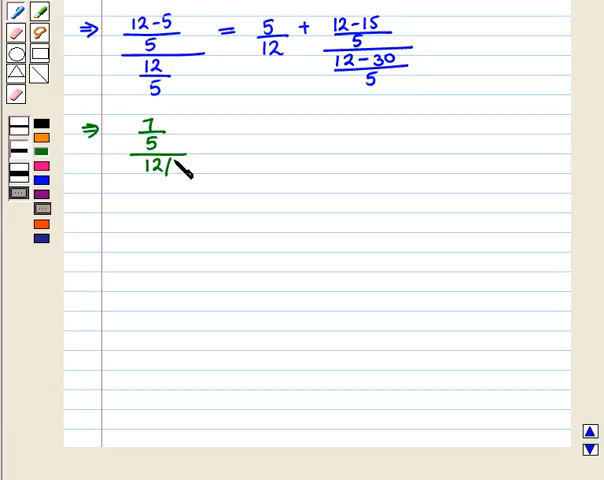 ⇒ ((12-5)/5)/(12/5) = 5/12 + ((12-15)/5)/((12-30)/5)
⇒ (7/5)/(12/